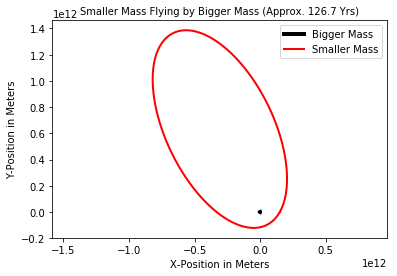 Smaller Mass Flying by Bigger Mass (Approx. 126.7 Yrs)
1e12
Bigger Mass
Smaller Mass
1.4
1.2
1.0
0.8
0.6
0.4
0.2
0.0
−0.2
Y-Position in Meters
−1.5
−1.0
−0.5
0.0
0.5
1e12
X-Position in Meters